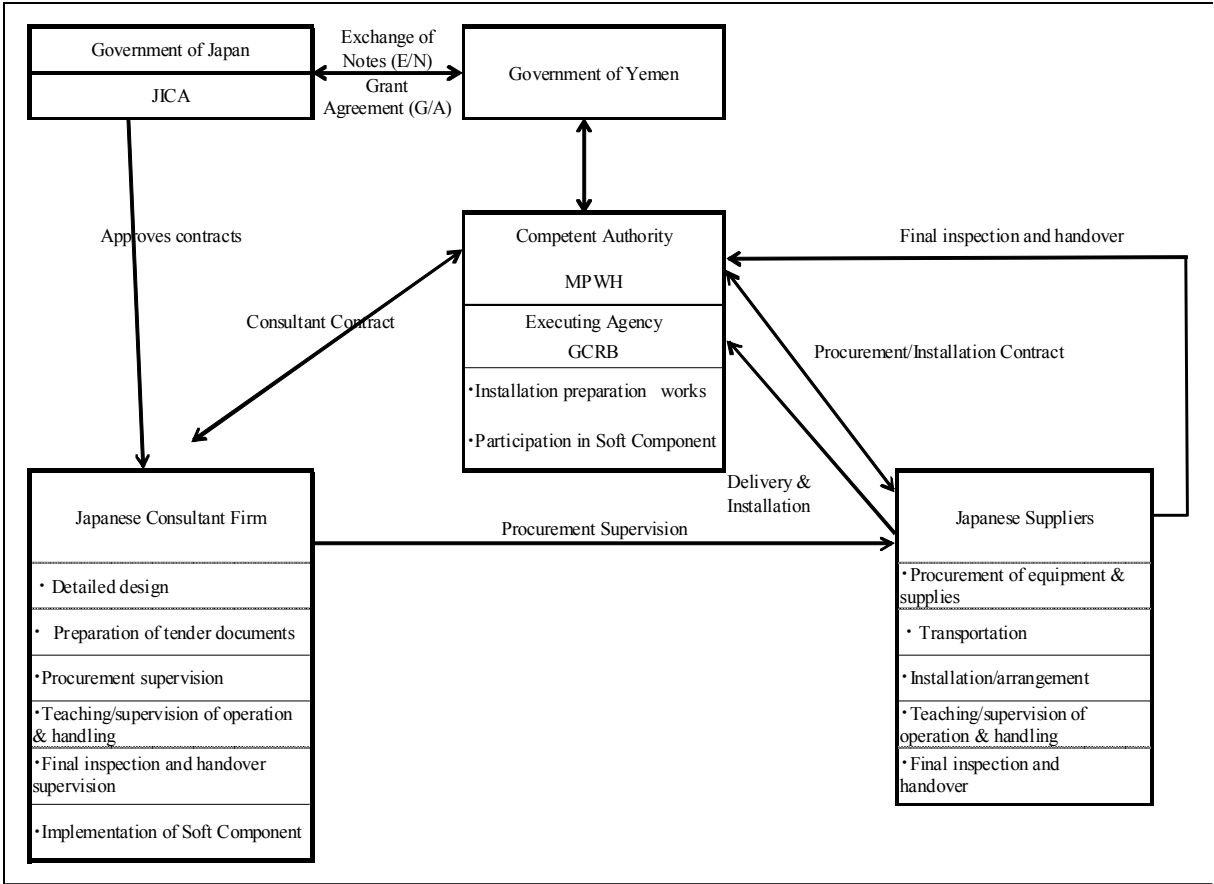 Government of Japan
JICA
Exchange of
Notes (E/N)
Grant
Agreement (G/A)
Government of Yemen
Approves contracts
Consultant Contract
Competent Authority
MPWH
Executing Agency
GCRB
・Installation preparation works
・Participation in Soft Component
Final inspection and handover
Procurement/Installation Contract
Delivery &
Installation
Japanese Consultant Firm
・Detailed design
・Preparation of tender documents
・Procurement supervision
・Teaching/supervision of operation
& handling
・Final inspection and handover
supervision
・Implementation of Soft Component
Procurement Supervision
Japanese Suppliers
・Procurement of equipment &
supplies
・Transportation
・Installation/arrangement
・Teaching/supervision of
operation & handling
・Final inspection and
handover